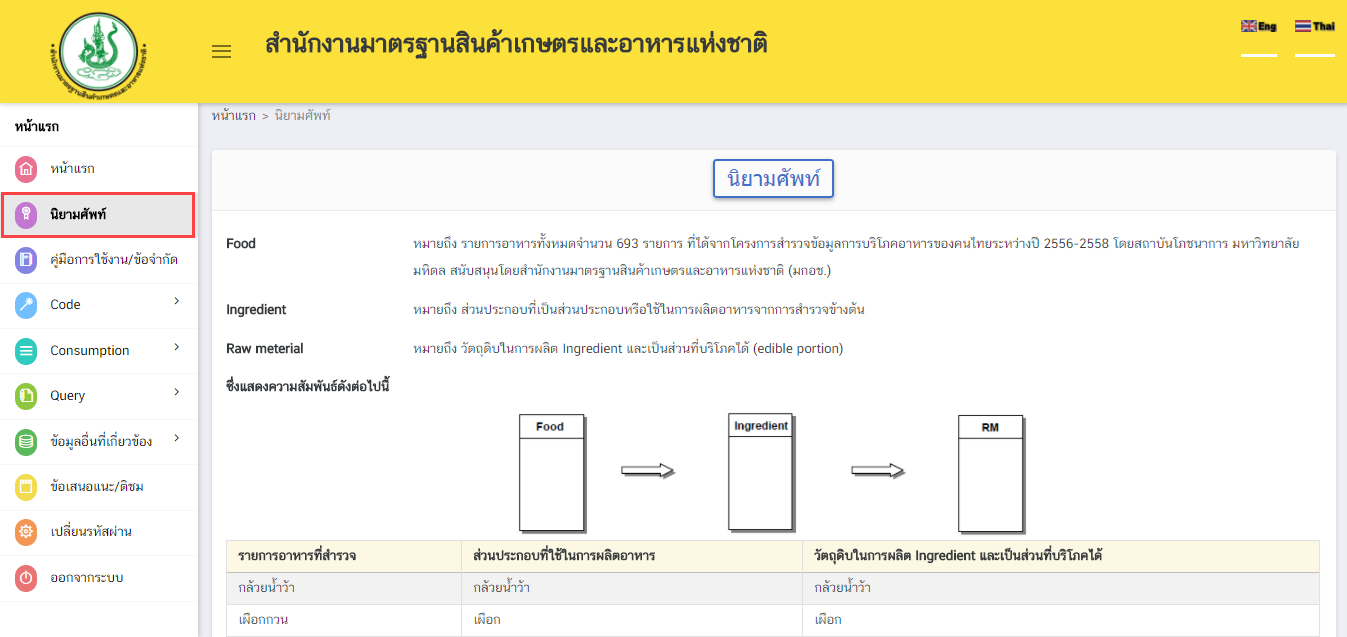 สำนักงานมาตรฐานสินค้าเกษตรและอาหารแห่งชาติ
Eng
Thai
หน้าแรก
หน้าแรก
นิยามศัพท์
คู่มือการใช้งาน/ข้อจำกัด
Code
Consumption
Query
ข้อมูลอื่นที่เกี่ยวข้อง
ข้อเสนอแนะ/ติชม
เปลี่ยนรหัสผ่าน
ออกจากระบบ
หน้าแรก > นิยามศัพท์
นิยามศัพท์
Food หมายถึง รายการอาหารทั้งหมดจำนวน 693 รายการ ที่ได้จากโครงการสำรวจข้อมูลการบริโภคอาหารของคนไทยระหว่างปี 2556-2558 โดยสถาบันโภชนาการ มหาวิทยาลัย
มหิดล สนับสนุนโดยสำนักงานมาตรฐานสินค้าเกษตรและอาหารแห่งชาติ (มกอช.)
Ingredient หมายถึง ส่วนประกอบที่เป็นส่วนประกอบหรือใช้ในการผลิตอาหารจากการสำรวจข้างต้น
Raw meterial หมายถึง วัตถุดิบในการผลิต Ingredient และเป็นส่วนที่บริโภคได้ (edible portion)
ซึ่งแสดงความสัมพันธ์ดังต่อไปนี้
Food Ingredient RM
รายการอาหารที่สำรวจ ส่วนประกอบที่ใช้ในการผลิตอาหาร วัตถุดิบในการผลิต Ingredient และเป็นส่วนที่บริโภคได้
กล้วยน้ำว้า กล้วยน้ำว้า กล้วยน้ำว้า
เผือกกวน เผือก เผือก